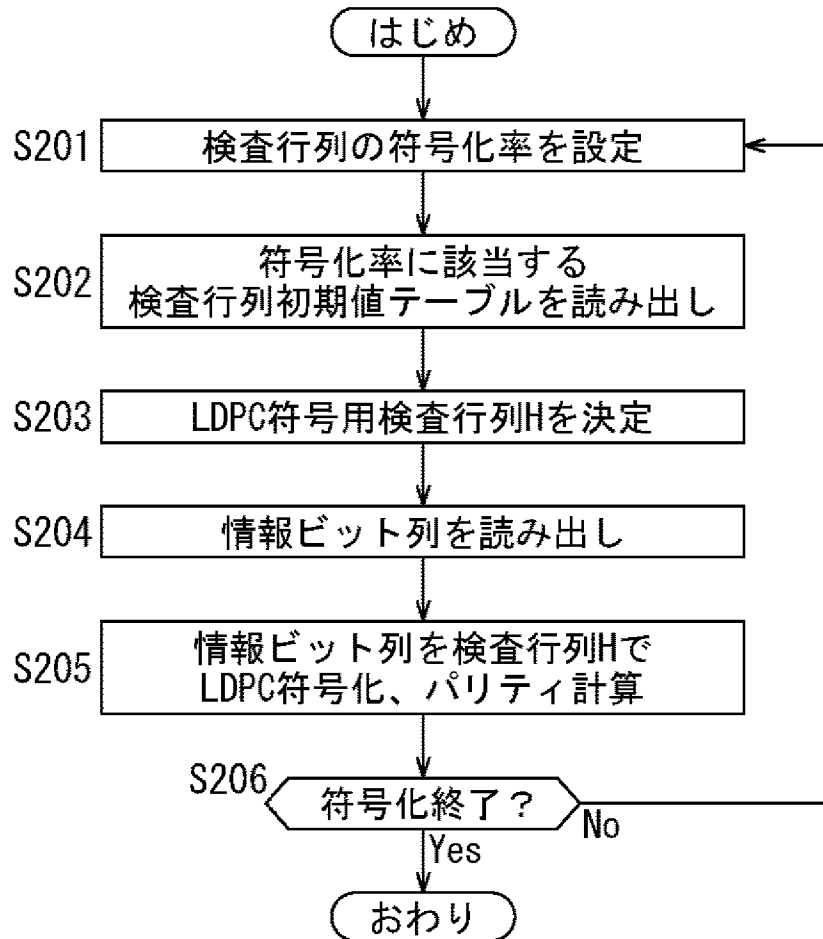 はじめ
S201
検査行列の符号化率を設定
S202
符号化率に該当する
検査行列初期値テーブルを読み出し
S203
LDPC符号用検査行列Hを決定
S204
情報ビット列を読み出し
S205
情報ビット列を検査行列Hで
LDPC符号化、パリティ計算
S206
符号化終了？
No
Yes
おわり